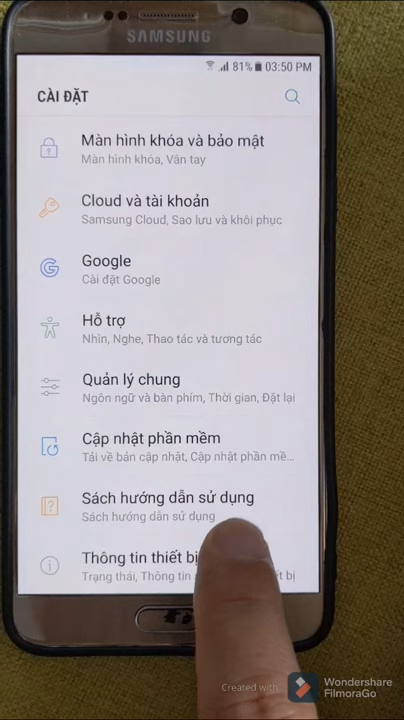 SAMSUNG
81% 03:50 PM
CÀI ĐẶT
Màn hình khóa và bảo mật
Màn hình khóa, Vân tay
Cloud và tài khoản
Samsung Cloud, Sao lưu và khôi phục
Google
Cài đặt Google
Hỗ trợ
Nhìn, Nghe, Thao tác và tương tác
Quản lý chung
Ngôn ngữ và bàn phím, Thời gian, Đặt lại
Cập nhật phần mềm
Tải về bản cập nhật, Cập nhật phần mề...
Sách hướng dẫn sử dụng
Sách hướng dẫn sử dụng
Thông tin thiết bị
Trạng thái, Thông tin bị
Created with
Wondershare
FilmoraGo